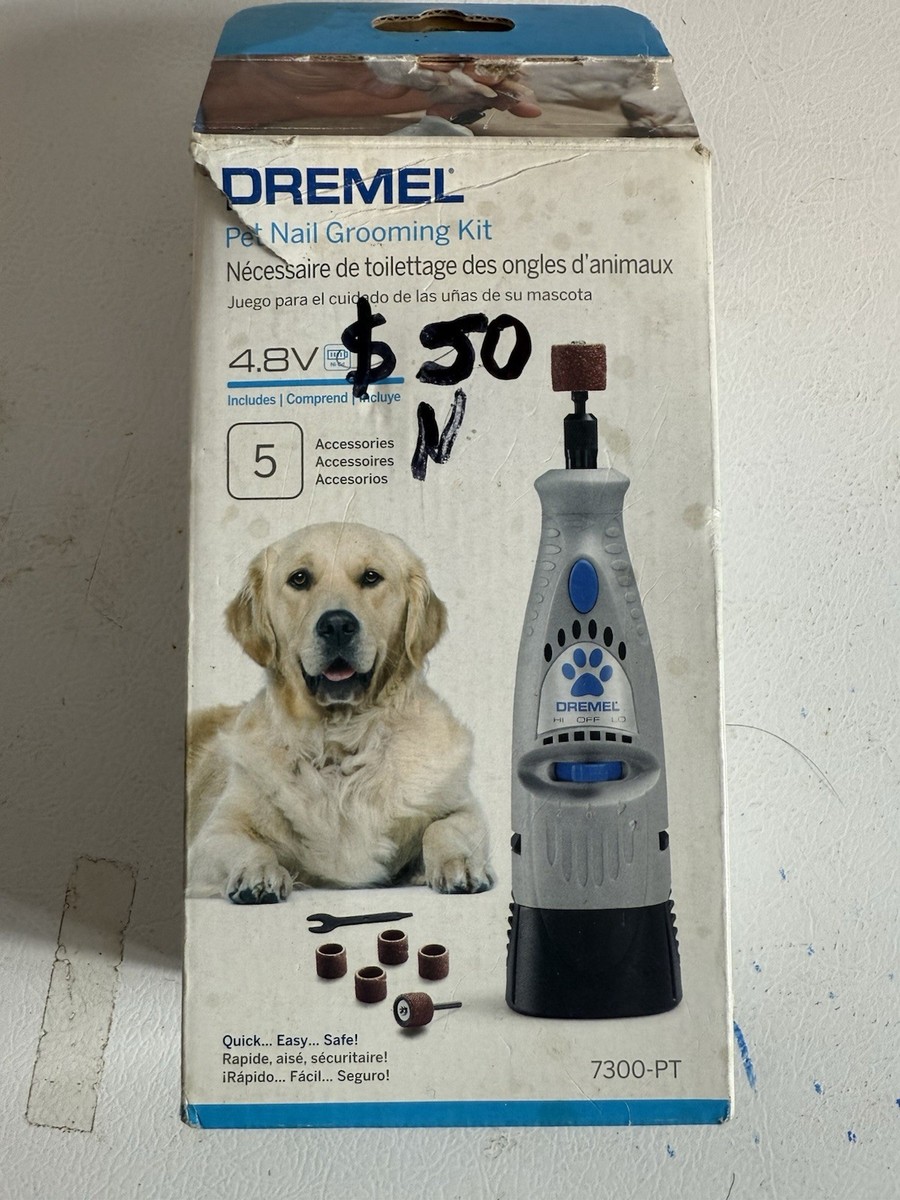 DREMEL®
Pet Nail Grooming Kit
Nécessaire de toilettage des ongles d'animaux
Juego para el cuidado de las uñas de su mascota
$50
4.8V
Includes | Comprend | Incluye
N
5
Accessories
Accessoires
Accesorios
DREMEL
HI OFF LO
Quick... Easy... Safe!
Rapide, aisé, sécuritaire!
¡Rápido... Fácil... Seguro!
7300-PT